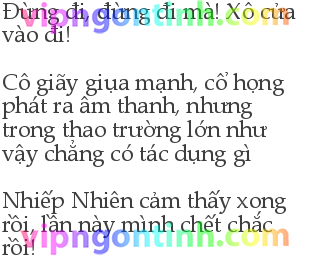 Đừng đi, đừng đi mà! Xô cửa
vào đi!
Cô giãy giụa mạnh, cổ họng
phát ra âm thanh, nhưng
trong thao trường lớn như
vậy chẳng có tác dụng gì
Nhiếp Nhiên cảm thấy xong
rồi, lần này mình chết chắc
rồi!
vipngontinh.com
vipngontinh.com
vipngontinh.com